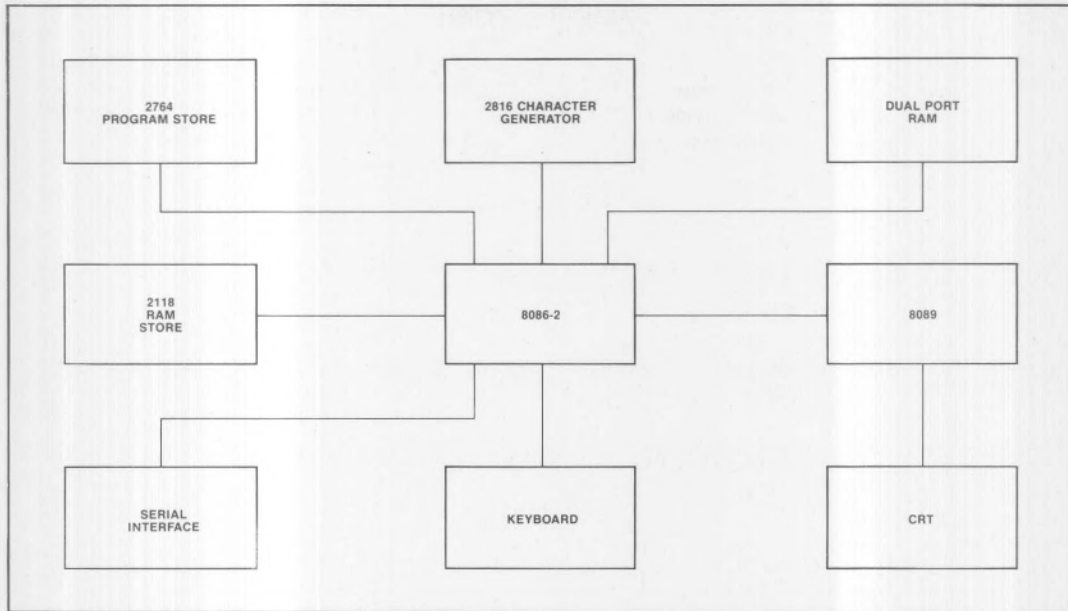 2764
PROGRAM STORE
2816 CHARACTER
GENERATOR
DUAL PORT
RAM
2118
RAM
STORE
8086-2
8089
SERIAL
INTERFACE
KEYBOARD
CRT